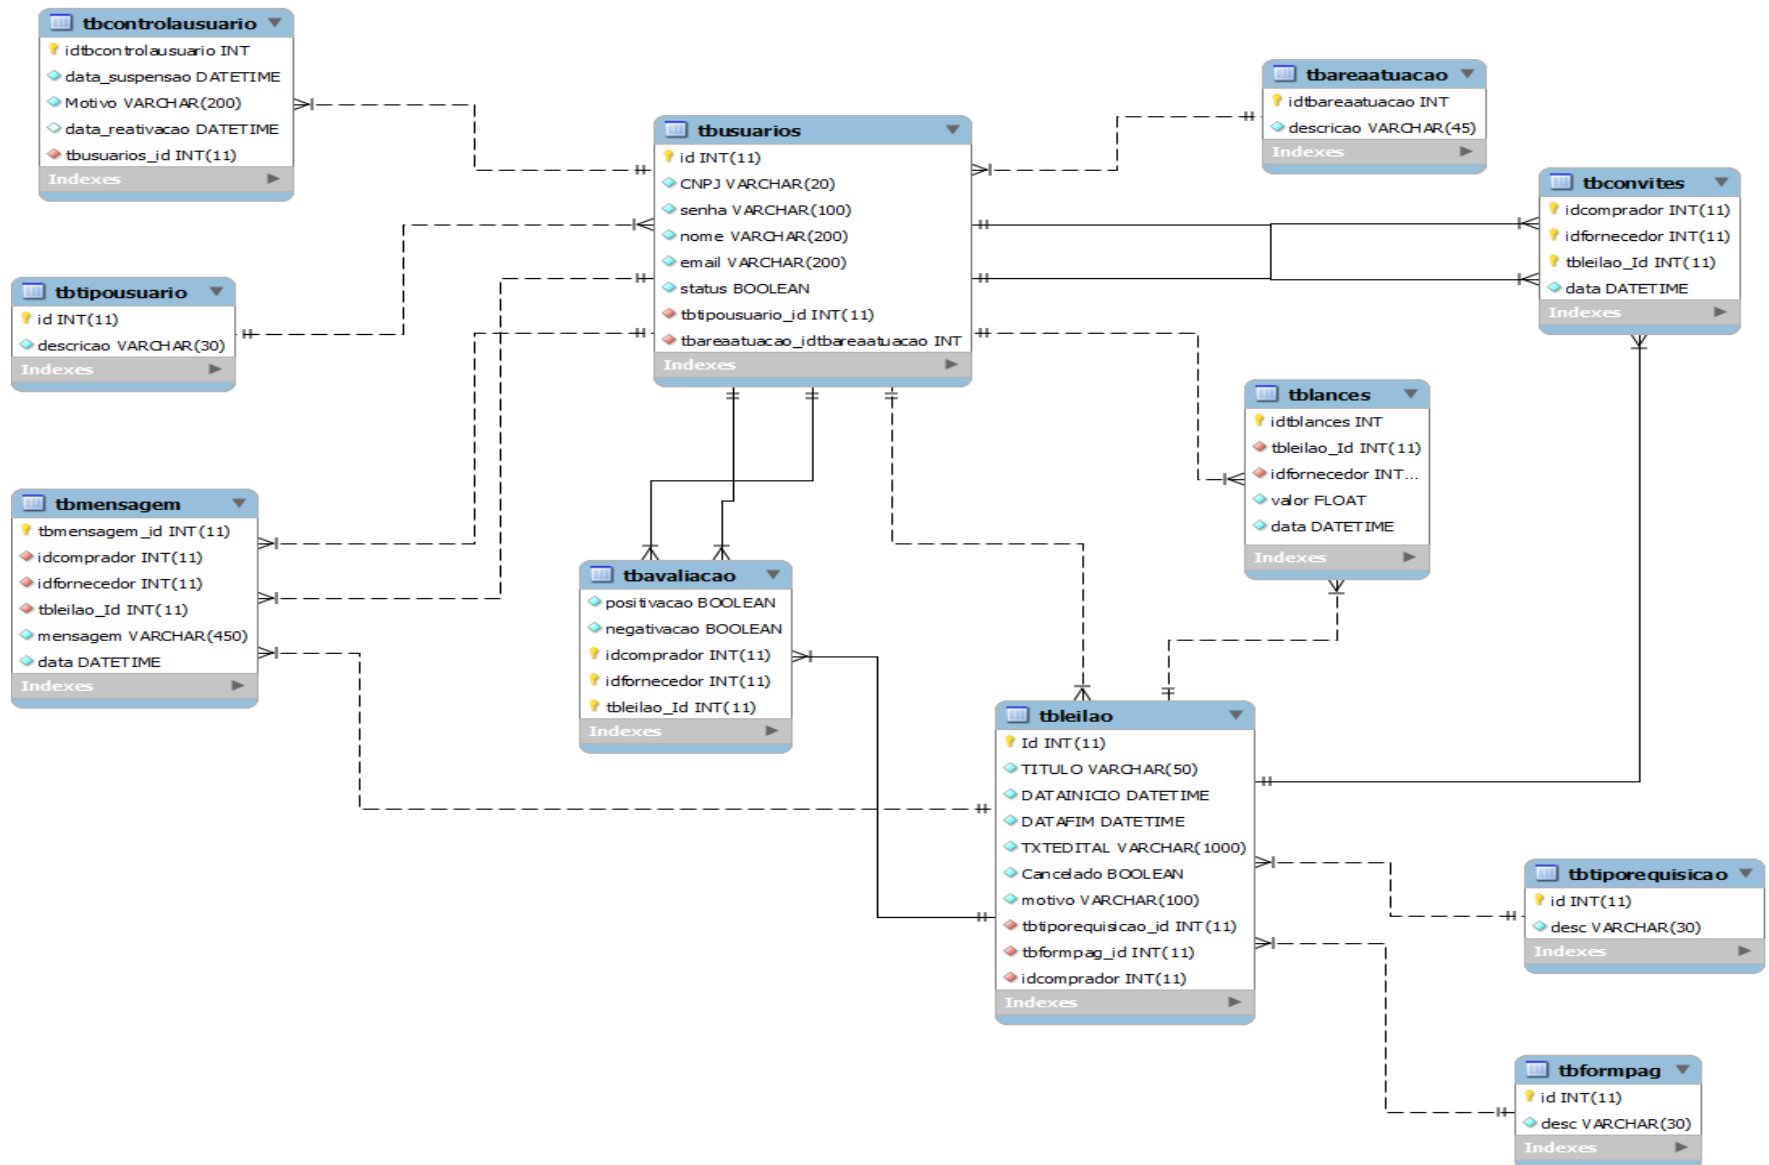 tbcontrolausuario
idtbcontrolausuario INT
data_suspensao DATETIME
Motivo VARCHAR(200)
data_reativacao DATETIME
tbusuarios_id INT(11)
Indexes
tbusuarios
id INT(11)
CNPJ VARCHAR(20)
senha VARCHAR(100)
nome VARCHAR(200)
email VARCHAR(200)
status BOOLEAN
tbtipousuario_id INT(11)
tbareaatuacao_idtbareaatuacao INT
Indexes
tbareaatuacao
idtbareaatuacao INT
descricao VARCHAR(45)
Indexes
tbconvites
idcomprador INT(11)
idfornecedor INT(11)
tbleilao_Id INT(11)
data DATETIME
Indexes
tbtipousuario
id INT(11)
descricao VARCHAR(30)
Indexes
tblances
idtblances INT
tbleilao_Id INT(11)
idfornecedor INT...
valor FLOAT
data DATETIME
Indexes
tbmensagem
tbmensagem_id INT(11)
idcomprador INT(11)
idfornecedor INT(11)
tbleilao_Id INT(11)
mensagem VARCHAR(450)
data DATETIME
Indexes
tbavaliacao
positivacao BOOLEAN
negativacao BOOLEAN
idcomprador INT(11)
idfornecedor INT(11)
tbleilao_Id INT(11)
Indexes
tbleilao
Id INT(11)
TITULO VARCHAR(50)
DATAINICIO DATETIME
DATAFIM DATETIME
TXTEDITAL VARCHAR(1000)
Cancelado BOOLEAN
motivo VARCHAR(100)
tbtiporequisicao_id INT(11)
tbformpag_id INT(11)
idcomprador INT(11)
Indexes
tbtiporequisicao
id INT(11)
desc VARCHAR(30)
Indexes
tbformpag
id INT(11)
desc VARCHAR(30)
Indexes